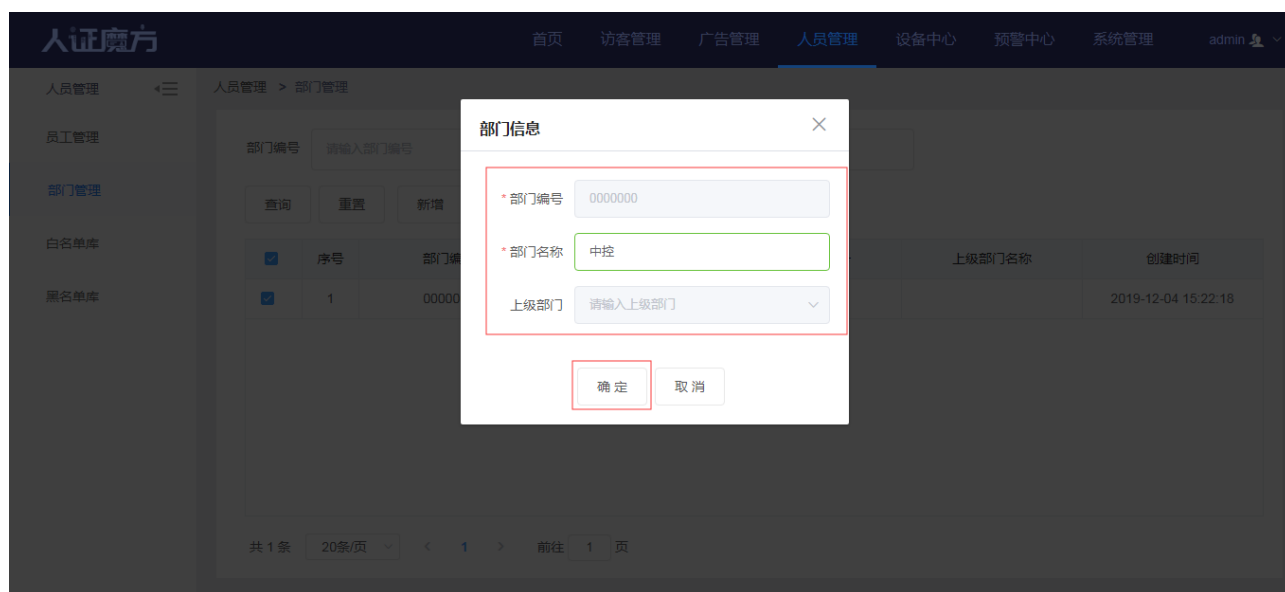 人证魔方
首页 访客管理 广告管理 人员管理 设备中心 预警中心 系统管理 admin
人员管理
人员管理 > 部门管理
员工管理
部门管理
白名单库
黑名单库
部门编号 请输入部门编号
查询 重置 新增
序号 部门编 上级部门名称 创建时间
1 00000 2019-12-04 15:22:18
共 1 条 20条/页 < 1 > 前往 1 页
部门信息
* 部门编号 0000000
* 部门名称 中控
上级部门 请输入上级部门
确 定 取 消